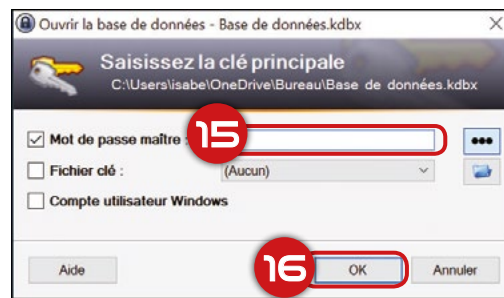 Ouvrir la base de données - Base de données.kdbx
Saisissez la clé principale
C:\Users\isabe\OneDrive\Bureau\Base de données.kdbx
Mot de passe maître : 15
Fichier clé : (Aucun)
Compte utilisateur Windows
Aide 16 OK Annuler